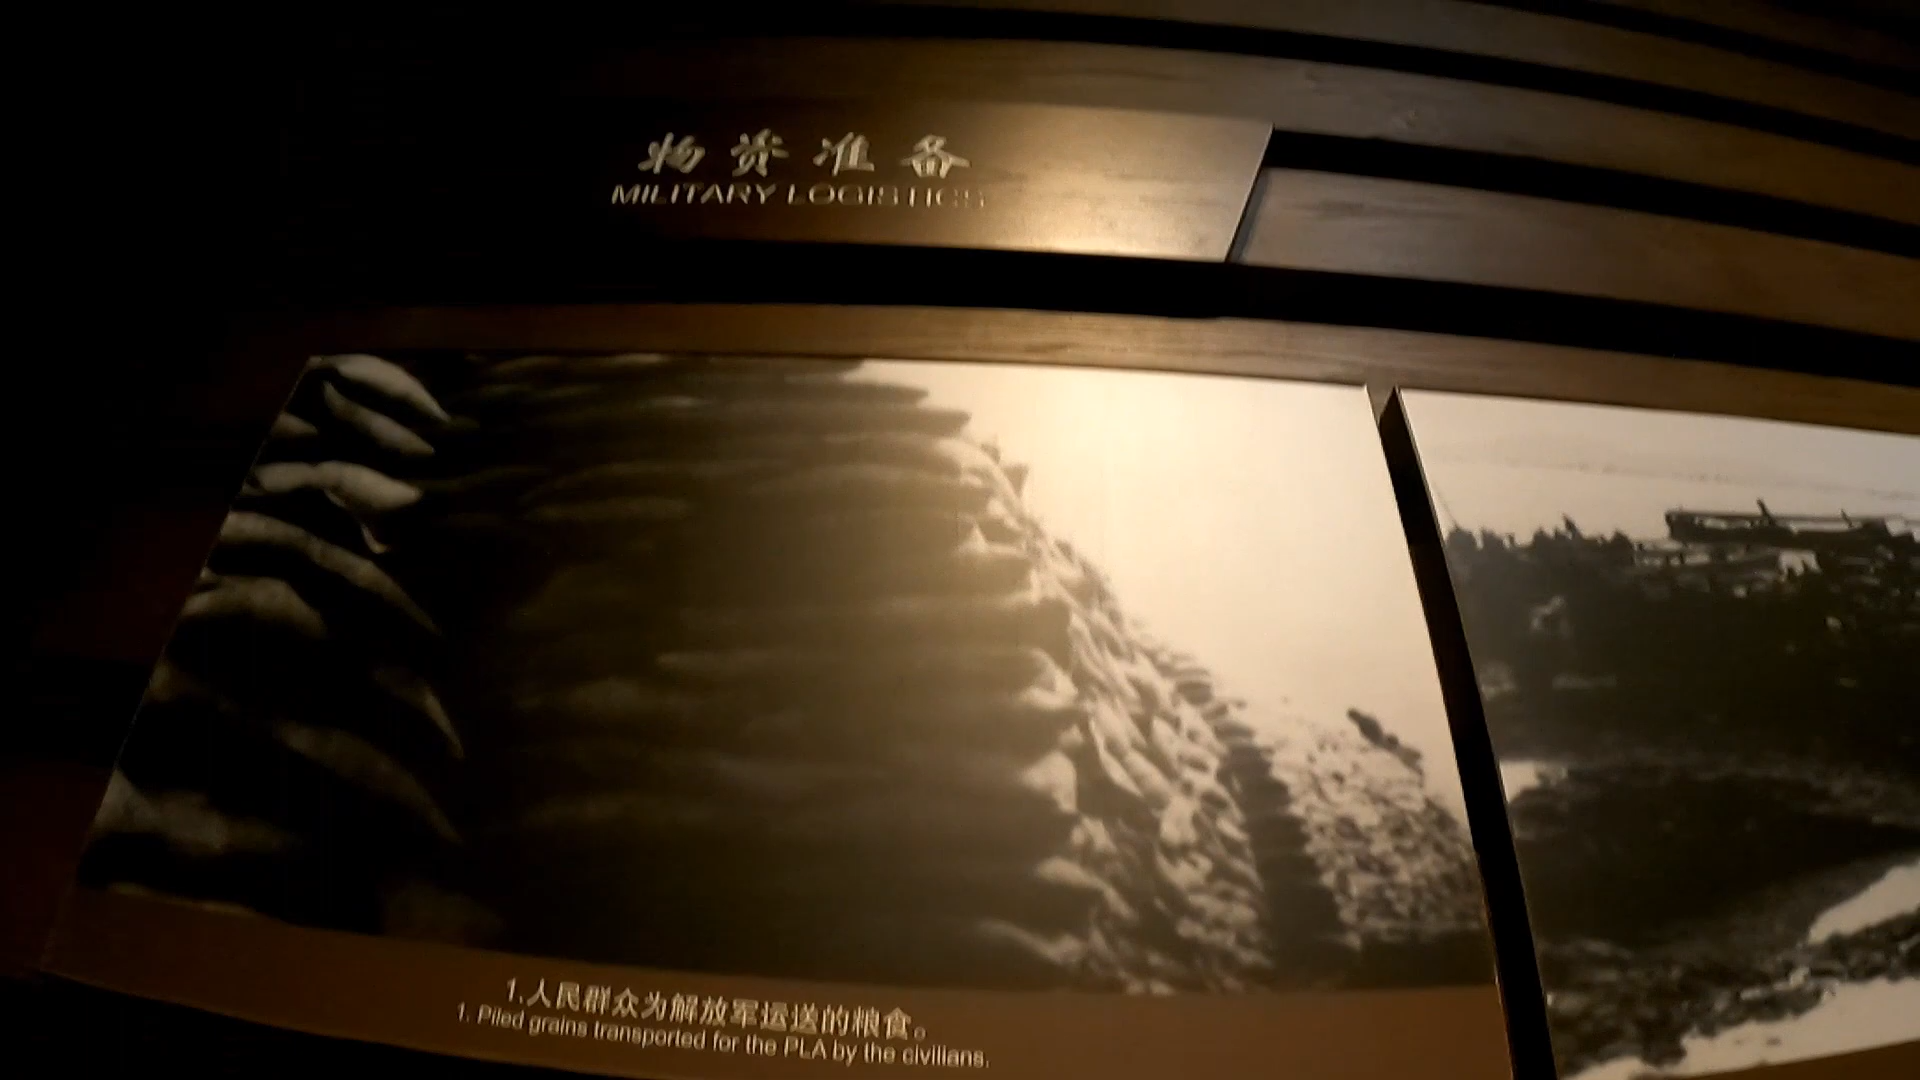 物资准备
MILITARY LOGISTICS
1.人民群众为解放军运送的粮食。
1. Piled grains transported for the PLA by the civilians.